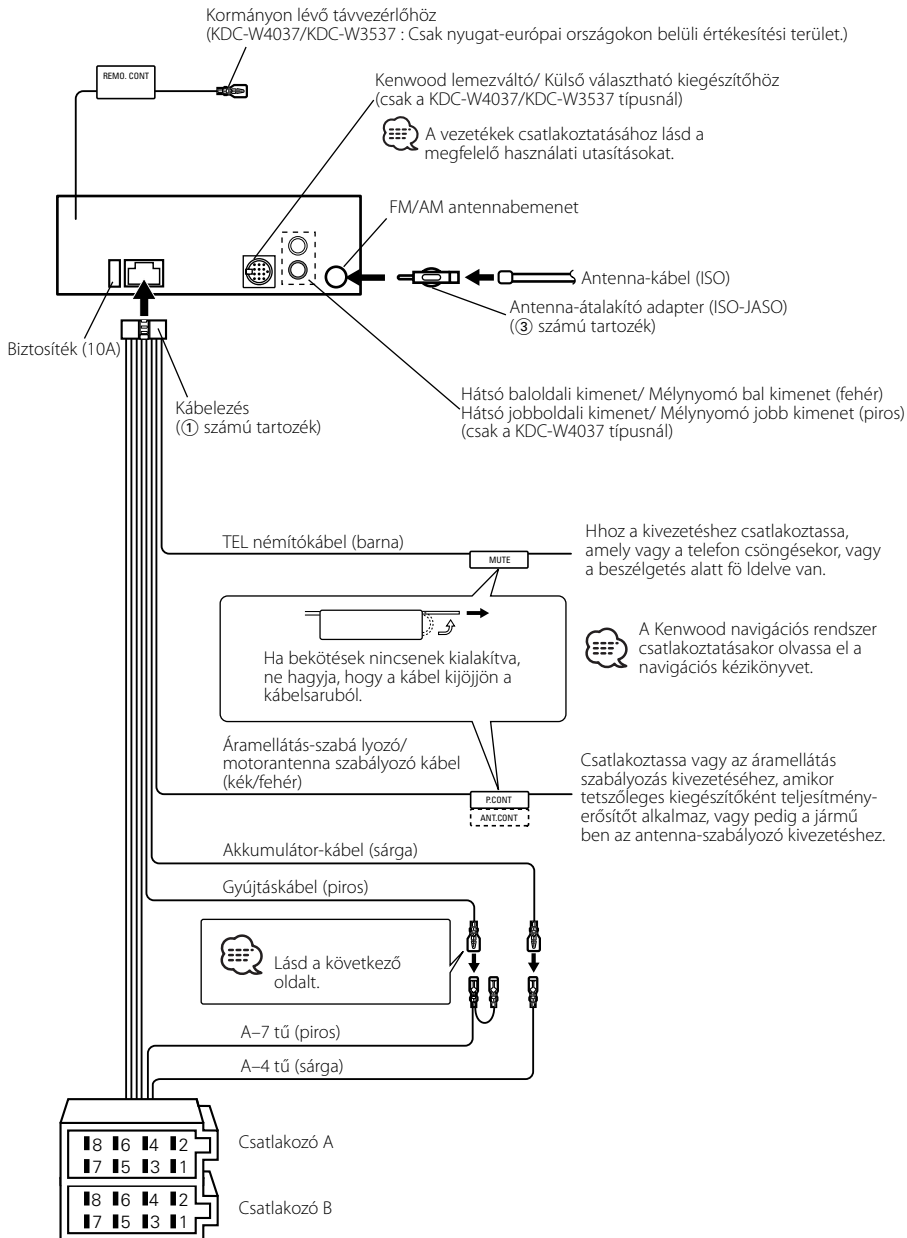 Kormányon lévő távvezérlőhöz
(KDC-W4037/KDC-W3537 : Csak nyugat-európai országokon belüli értékesítési terület.)
REMO. CONT
Kenwood lemezváltó/ Külső választható kiegészítőhöz
(csak a KDC-W4037/KDC-W3537 típusnál)
A vezetékek csatlakoztatásához lásd a
megfelelő használati utasításokat.
FM/AM antennabemenet
Antenna-kábel (ISO)
Antenna-átalakító adapter (ISO-JASO)
(③ számú tartozék)
Biztosíték (10A)
Kábelezés
(① számú tartozék)
Hátsó baloldali kimenet/ Mélynyomó bal kimenet (fehér)
Hátsó jobboldali kimenet/ Mélynyomó jobb kimenet (piros)
(csak a KDC-W4037 típusnál)
TEL némítókábel (barna)
MUTE
Hhoz a kivezetéshez csatlakoztassa,
amely vagy a telefon csöngésekor, vagy
a beszélgetés alatt fö ldelve van.
Ha bekötések nincsenek kialakítva,
ne hagyja, hogy a kábel kijöjjön a
kábelsaruból.
A Kenwood navigációs rendszer
csatlakoztatásakor olvassa el a
navigációs kézikönyvet.
Áramellátás-szabá lyozó/
motorantenna szabályozó kábel
(kék/fehér)
P.CONT
ANT.CONT
Csatlakoztassa vagy az áramellátás
szabályozás kivezetéséhez, amikor
tetszőleges kiegészítőként teljesítmény-
erősítőt alkalmaz, vagy pedig a jármű
ben az antenna-szabályozó kivezetéshez.
Akkumulátor-kábel (sárga)
Gyújtáskábel (piros)
Lásd a következő
oldalt.
A–7 tű (piros)
A–4 tű (sárga)
8 6 4 2
7 5 3 1
Csatlakozó A
8 6 4 2
7 5 3 1
Csatlakozó B